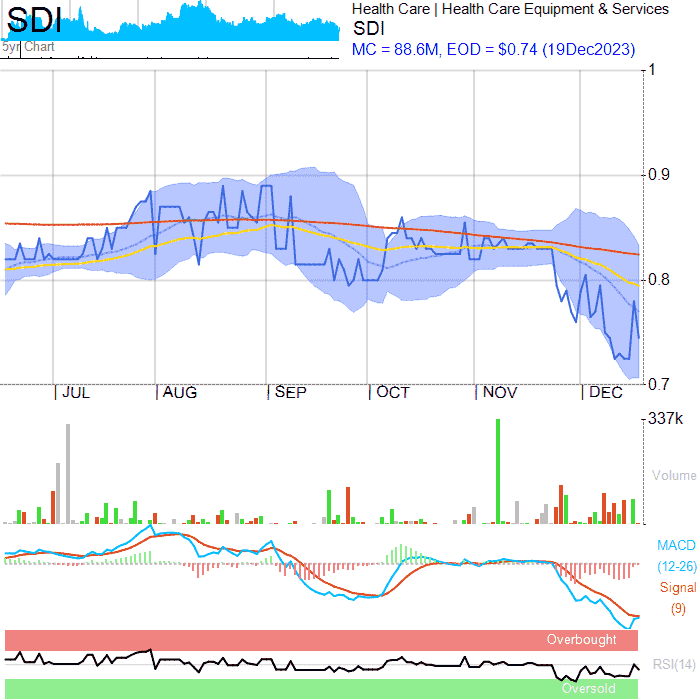 SDI
5yr Chart
Health Care | Health Care Equipment & Services
SDI
MC = 88.6M, EOD = $0.74 (19Dec2023)
1
0.9
0.8
0.7
JUL AUG SEP OCT NOV DEC
337k
Volume
MACD
(12-26)
Signal
(9)
Overbought
RSI(14)
Oversold